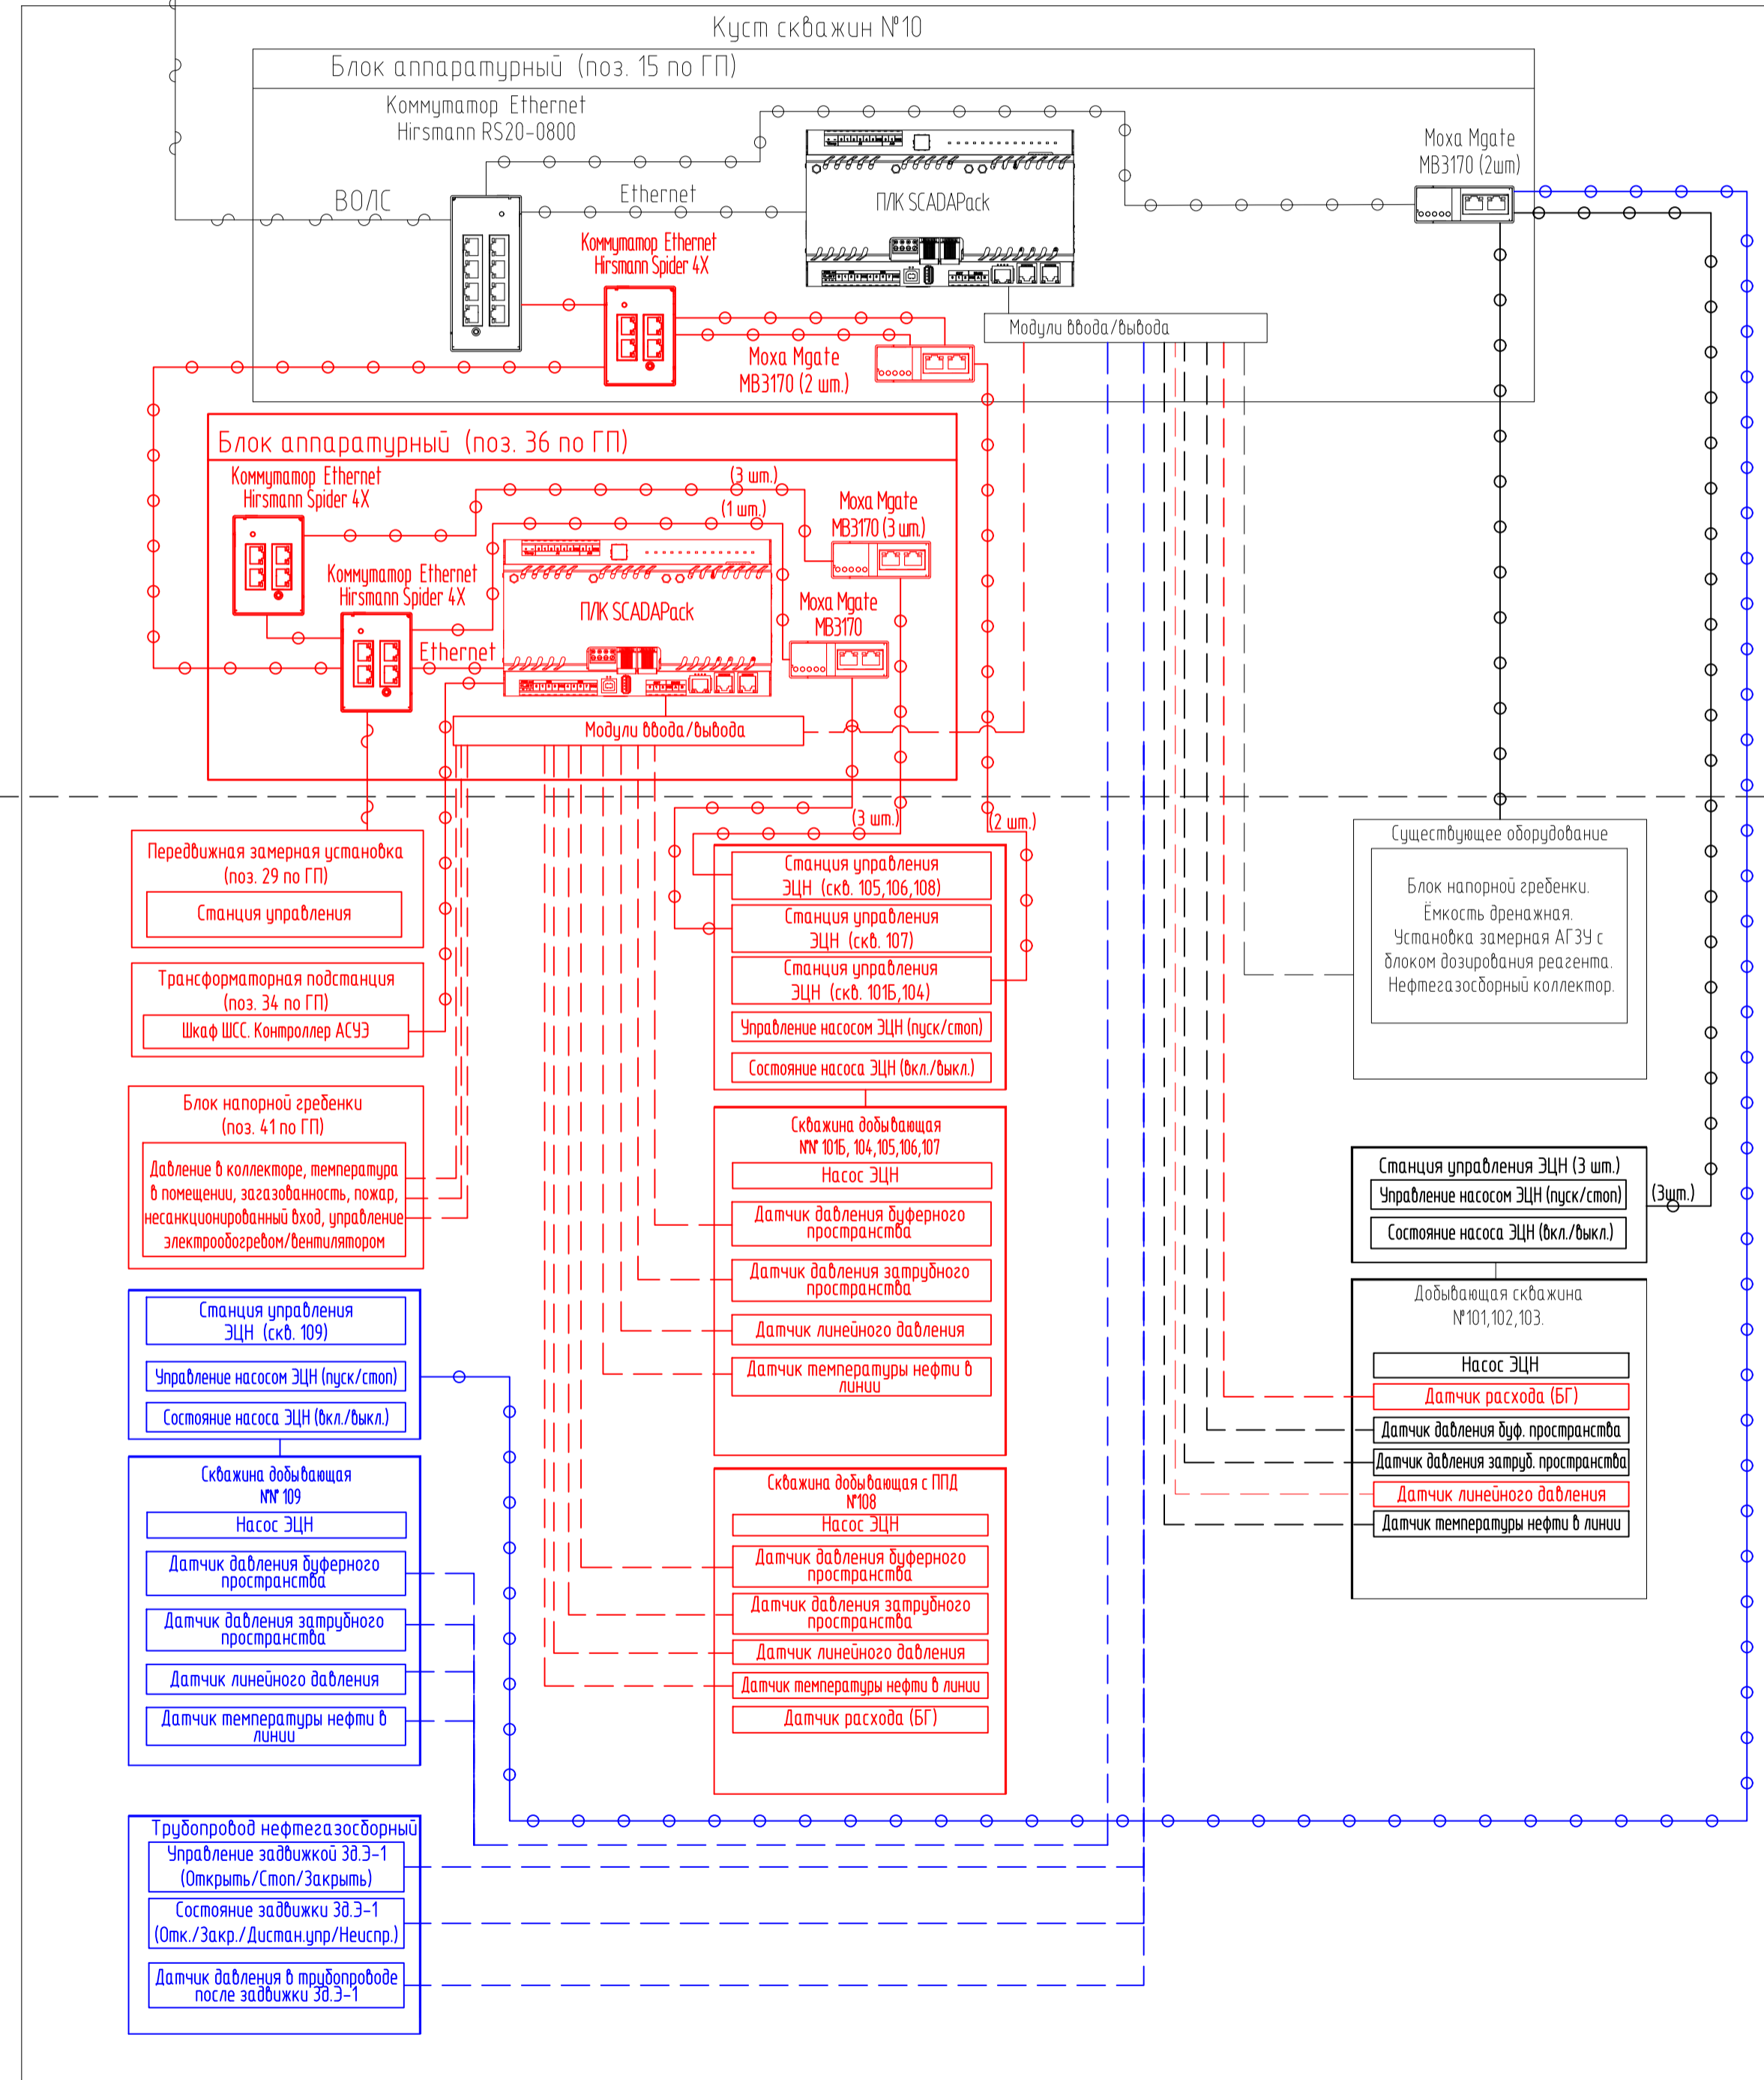 Куст скважин №10
Блок аппаратурный (поз. 15 по ГП)
Коммутатор Ethernet
Hirsmann RS20-0800
Moxa Mgate
MB3170 (2шт)
ВОЛС
Ethernet
ПЛК SCADAPack
Коммутатор Ethernet
Hirsmann Spider 4X
Модули ввода/вывода
Moxa Mgate
MB3170 (2 шт.)
Блок аппаратурный (поз. 36 по ГП)
Коммутатор Ethernet
Hirsmann Spider 4X
(3 шт.)
(1 шт.)
Moxa Mgate
MB3170 (3 шт.)
Коммутатор Ethernet
Hirsmann Spider 4X
ПЛК SCADAPack
Moxa Mgate
MB3170
Ethernet
Модули ввода/вывода
(3 шт.)
(2 шт.)
Передвижная замерная установка
(поз. 29 по ГП)
Станция управления
Трансформаторная подстанция
(поз. 34 по ГП)
Шкаф ШСС. Контроллер АСУЭ
Блок напорной гребенки
(поз. 41 по ГП)
Давление в коллекторе, температура
в помещении, загазованность, пожар,
несанкционированный вход, управление
электрообогревом/вентилятором
Станция управления
ЭЦН (скв. 109)
Управление насосом ЭЦН (пуск/стоп)
Состояние насоса ЭЦН (вкл./выкл.)
Скважина добывающая
№№ 109
Насос ЭЦН
Датчик давления буферного
пространства
Датчик давления затрубного
пространства
Датчик линейного давления
Датчик температуры нефти в
линии
Трубопровод нефтегазосборный
Управление задвижкой Зд.Э-1
(Открыть/Стоп/Закрыть)
Состояние задвижки Зд.Э-1
(Отк./Закр./Дистан.упр/Неиспр.)
Датчик давления в трубопроводе
после задвижки Зд.Э-1
Станция управления
ЭЦН (скв. 105,106,108)
Станция управления
ЭЦН (скв. 107)
Станция управления
ЭЦН (скв. 101Б,104)
Управление насосом ЭЦН (пуск/стоп)
Состояние насоса ЭЦН (вкл./выкл.)
Скважина добывающая
№№ 101Б, 104,105,106,107
Насос ЭЦН
Датчик давления буферного
пространства
Датчик давления затрубного
пространства
Датчик линейного давления
Датчик температуры нефти в
линии
Скважина добывающая с ППД
№108
Насос ЭЦН
Датчик давления буферного
пространства
Датчик давления затрубного
пространства
Датчик линейного давления
Датчик температуры нефти в линии
Датчик расхода (БГ)
Существующее оборудование
Блок напорной гребенки.
Ёмкость дренажная.
Установка замерная АГЗУ с
блоком дозирования реагента.
Нефтегазосборный коллектор.
Станция управления ЭЦН (3 шт.)
Управление насосом ЭЦН (пуск/стоп)
Состояние насоса ЭЦН (вкл./выкл.)
(3шт.)
Добывающая скважина
№101,102,103.
Насос ЭЦН
Датчик расхода (БГ)
Датчик давления буф. пространства
Датчик давления затруб. пространства
Датчик линейного давления
Датчик температуры нефти в линии